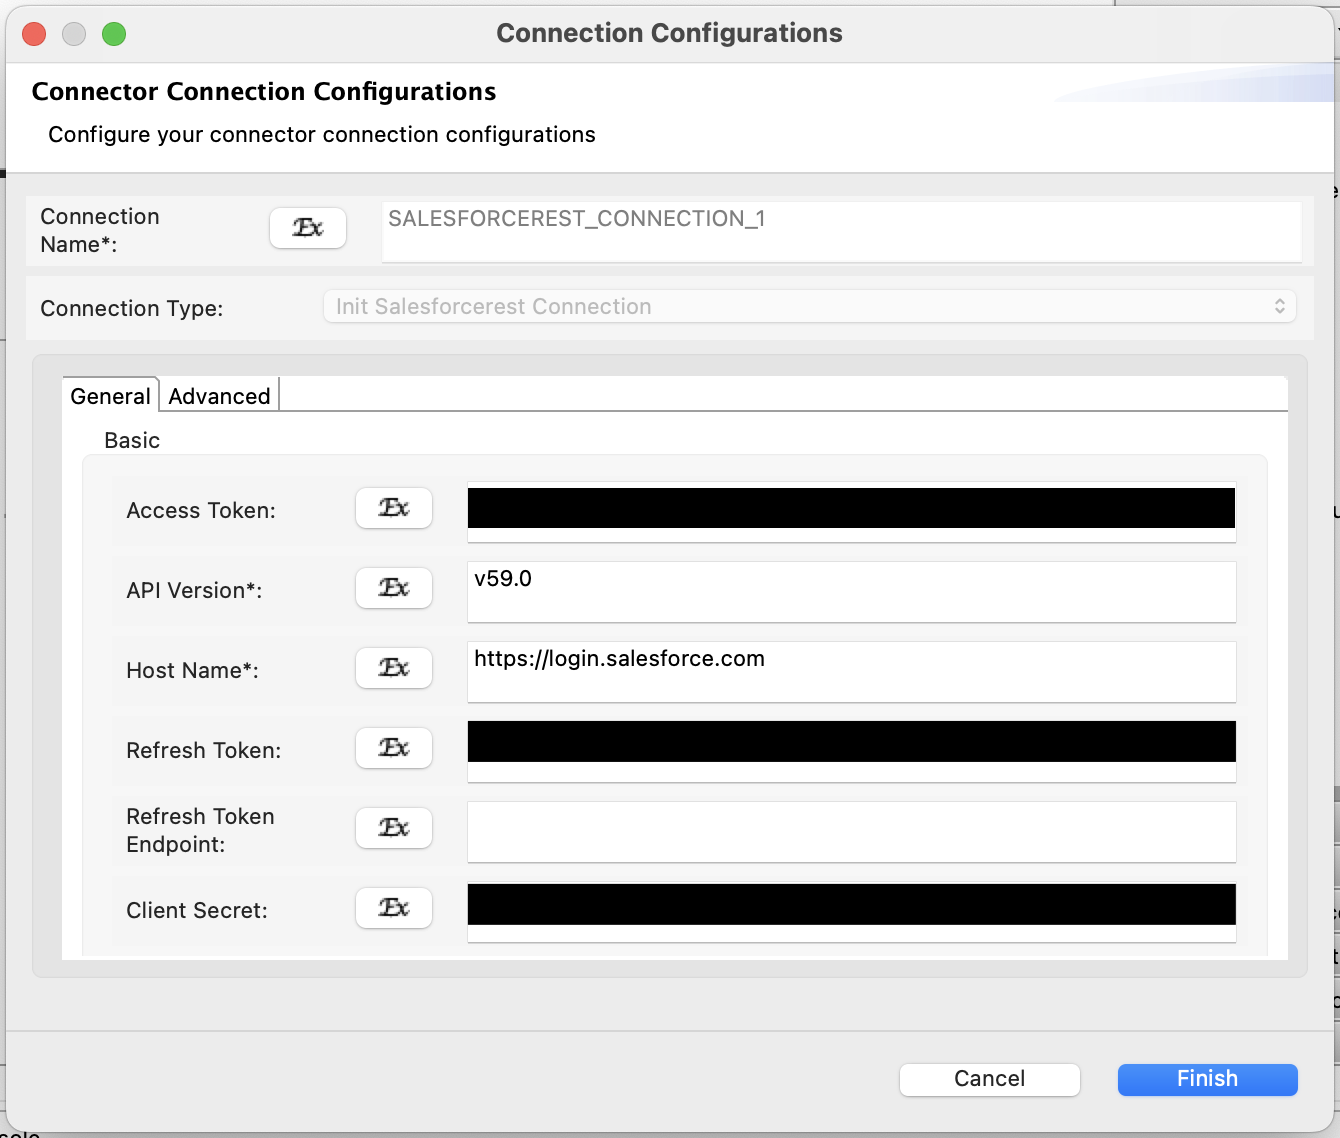 Connection Configurations
Connector Connection Configurations
Configure your connector connection configurations
Connection
Name*:
Ex
SALESFORCEREST_CONNECTION_1
Connection Type:
Init Salesforcerest Connection
General
Advanced
Basic
Access Token:
Ex
API Version*:
Ex
v59.0
Host Name*:
Ex
https://login.salesforce.com
Refresh Token:
Ex
Refresh Token
Endpoint:
Ex
Client Secret:
Ex
Cancel
Finish